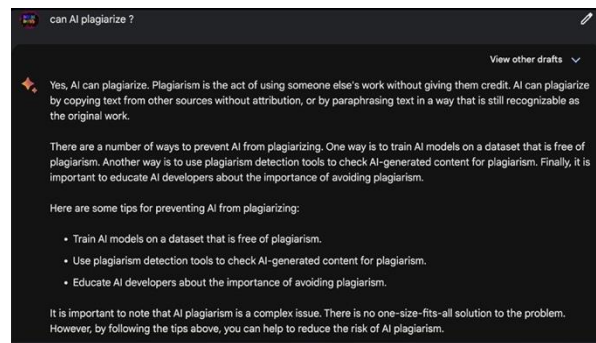 can AI plagiarize ?
View other drafts
Yes, AI can plagiarize. Plagiarism is the act of using someone else's work without giving them credit. AI can plagiarize
by copying text from other sources without attribution, or by paraphrasing text in a way that is still recognizable as
the original work.
There are a number of ways to prevent AI from plagiarizing. One way is to train AI models on a dataset that is free of
plagiarism. Another way is to use plagiarism detection tools to check AI-generated content for plagiarism. Finally, it is
important to educate AI developers about the importance of avoiding plagiarism.
Here are some tips for preventing AI from plagiarizing:
• Train AI models on a dataset that is free of plagiarism.
• Use plagiarism detection tools to check AI-generated content for plagiarism.
• Educate AI developers about the importance of avoiding plagiarism.
It is important to note that AI plagiarism is a complex issue. There is no one-size-fits-all solution to the problem.
However, by following the tips above, you can help to reduce the risk of AI plagiarism.